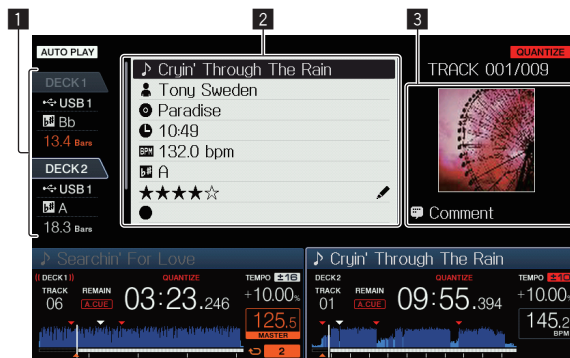 1
2
3
AUTO PLAY
QUANTIZE
TRACK 001/009
DECK1
USB1
Bb
13.4 Bars
DECK2
USB1
A
18.3 Bars
Cryin' Through The Rain
Tony Sweden
Paradise
10:49
BPM 132.0 bpm
A
Comment
Searchin' For Love
DECK1
QUANTIZE
TEMPO ±16
TRACK
06
REMAIN
A.CUE
03:23.246
+10.00%
125.5
MASTER
2
Cryin' Through The Rain
DECK2
QUANTIZE
TEMPO ±10
TRACK
01
REMAIN
A.CUE
09:55.394
+10.00%
145.2
BPM